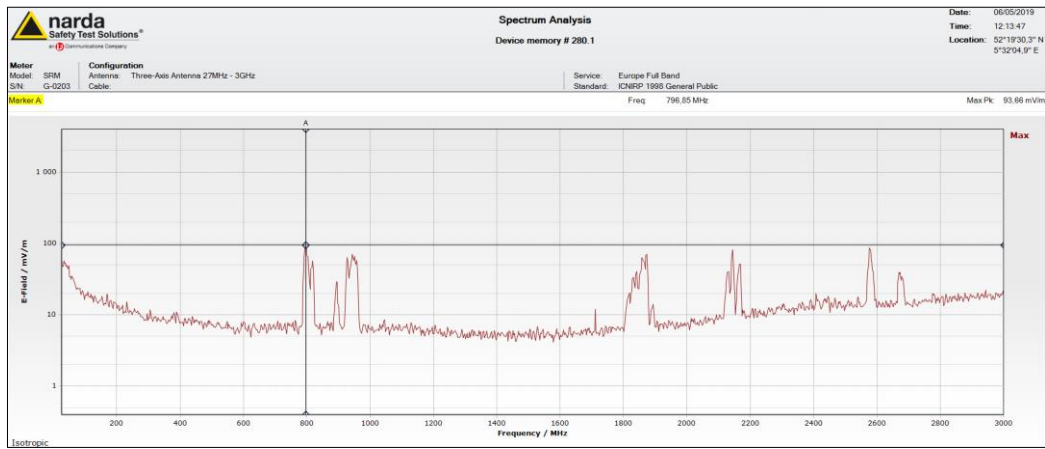 narda
Safety Test Solutions®
an L3 Communications Company
Spectrum Analysis
Device memory # 280.1
Date: 06/05/2019
Time: 12:13:47
Location: 52°19'30,3" N
5°32'04,9" E
Meter
Configuration
Model: SRM
Antenna: Three-Axis Antenna 27MHz - 3GHz
Service: Europe Full Band
S/N: G-0203
Cable:
Standard: ICNIRP 1998 General Public
Marker A:
Freq 796,85 MHz
Max Pk: 93,66 mV/m
A
Max
1 000
100
10
1
E-Field / mV/m
200 400 600 800 1000 1200 1400 1600 1800 2000 2200 2400 2600 2800 3000
Frequency / MHz
Isotropic